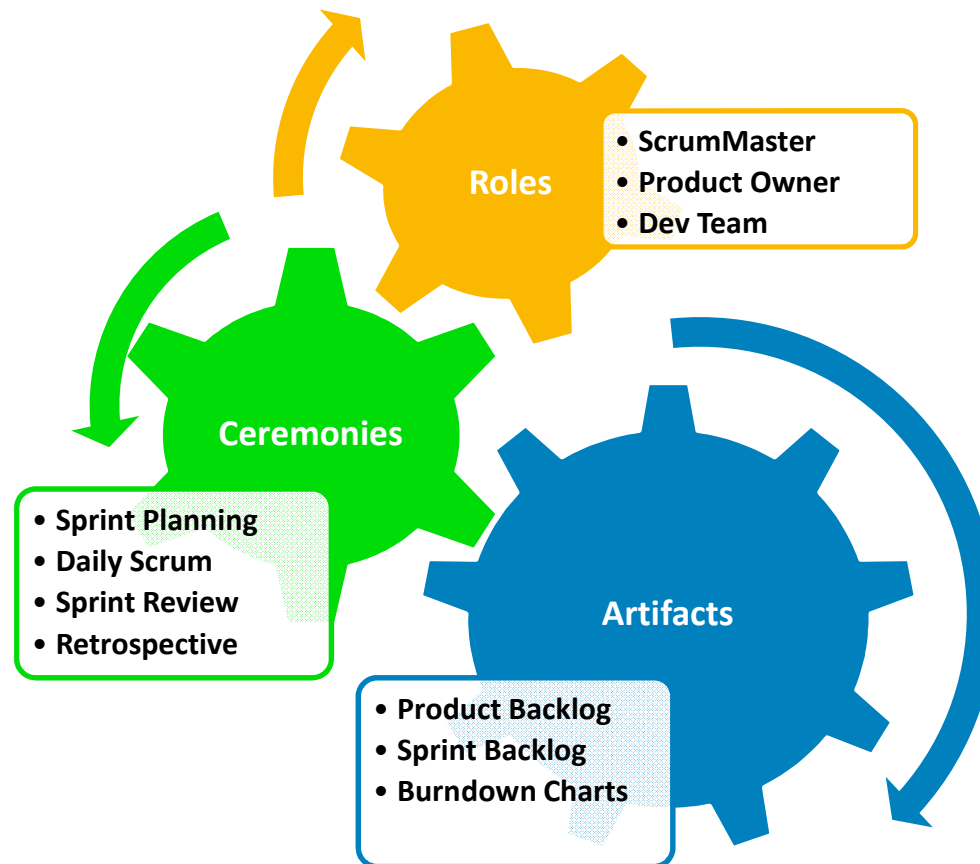 Roles
• ScrumMaster
• Product Owner
• Dev Team
Ceremonies
• Sprint Planning
• Daily Scrum
• Sprint Review
• Retrospective
Artifacts
• Product Backlog
• Sprint Backlog
• Burndown Charts